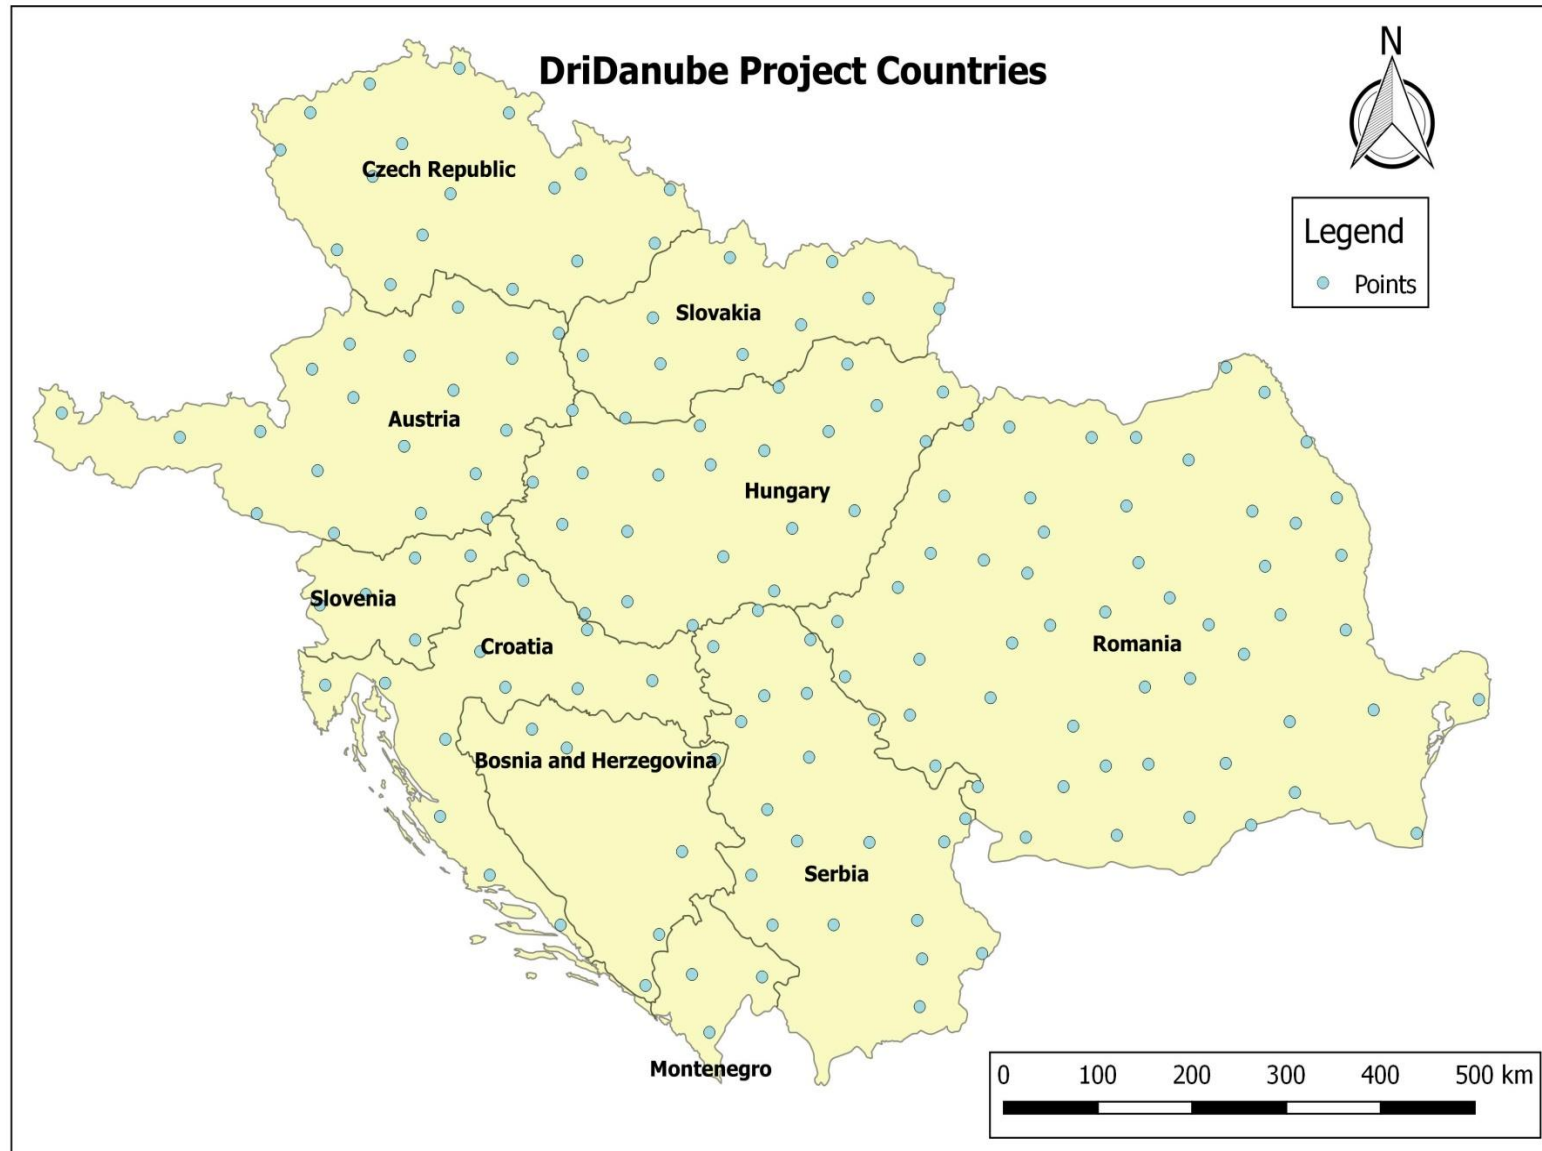 DriDanube Project Countries
N
Czech Republic
Legend
Points
Slovakia
Austria
Hungary
Slovenia
Croatia
Romania
Bosnia and Herzegovina
Serbia
Montenegro
0 100 200 300 400 500 km